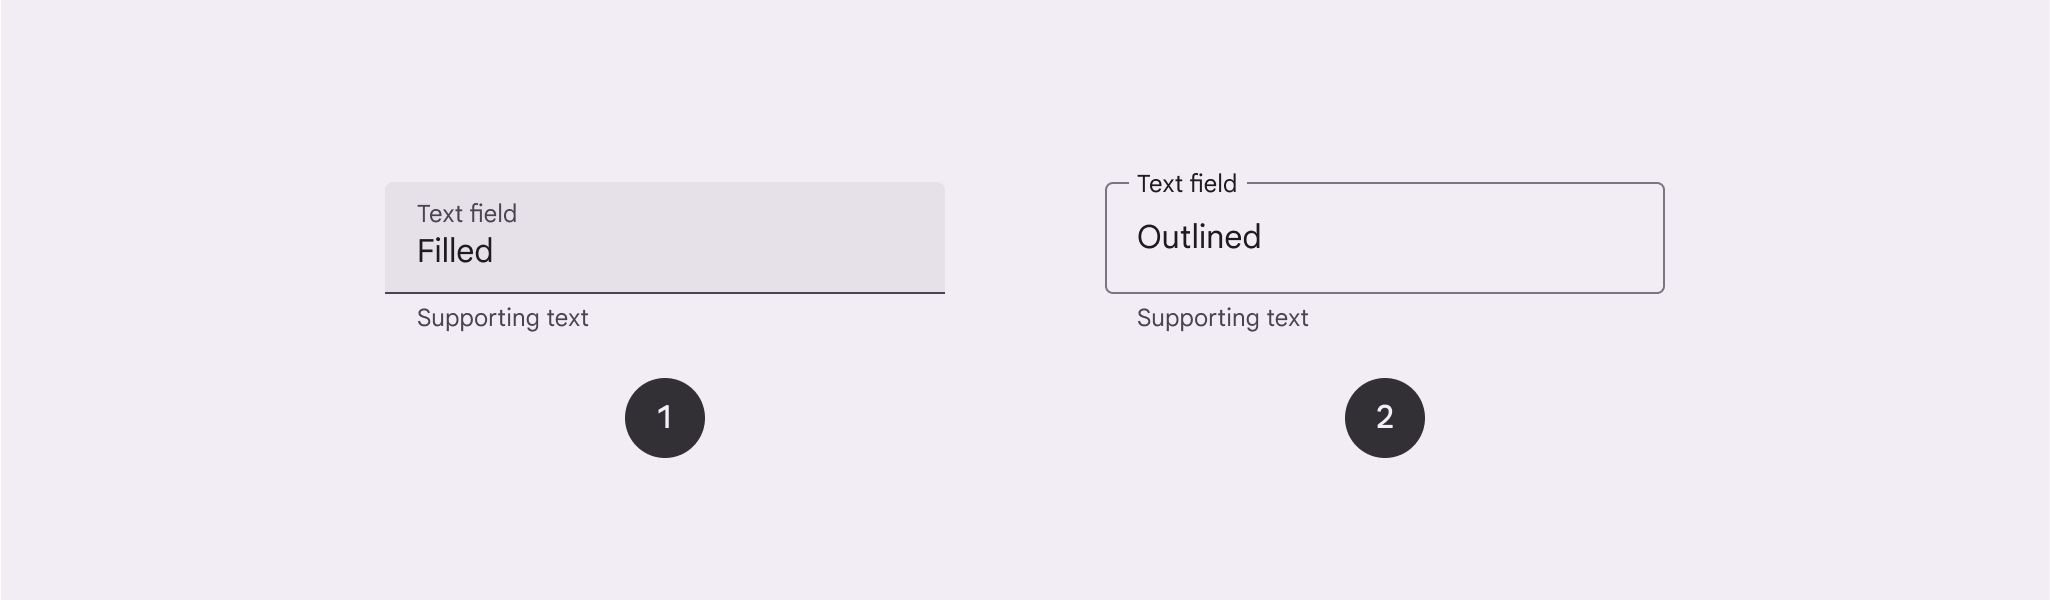 Text field
Filled
Supporting text
1
Text field
Outlined
Supporting text
2